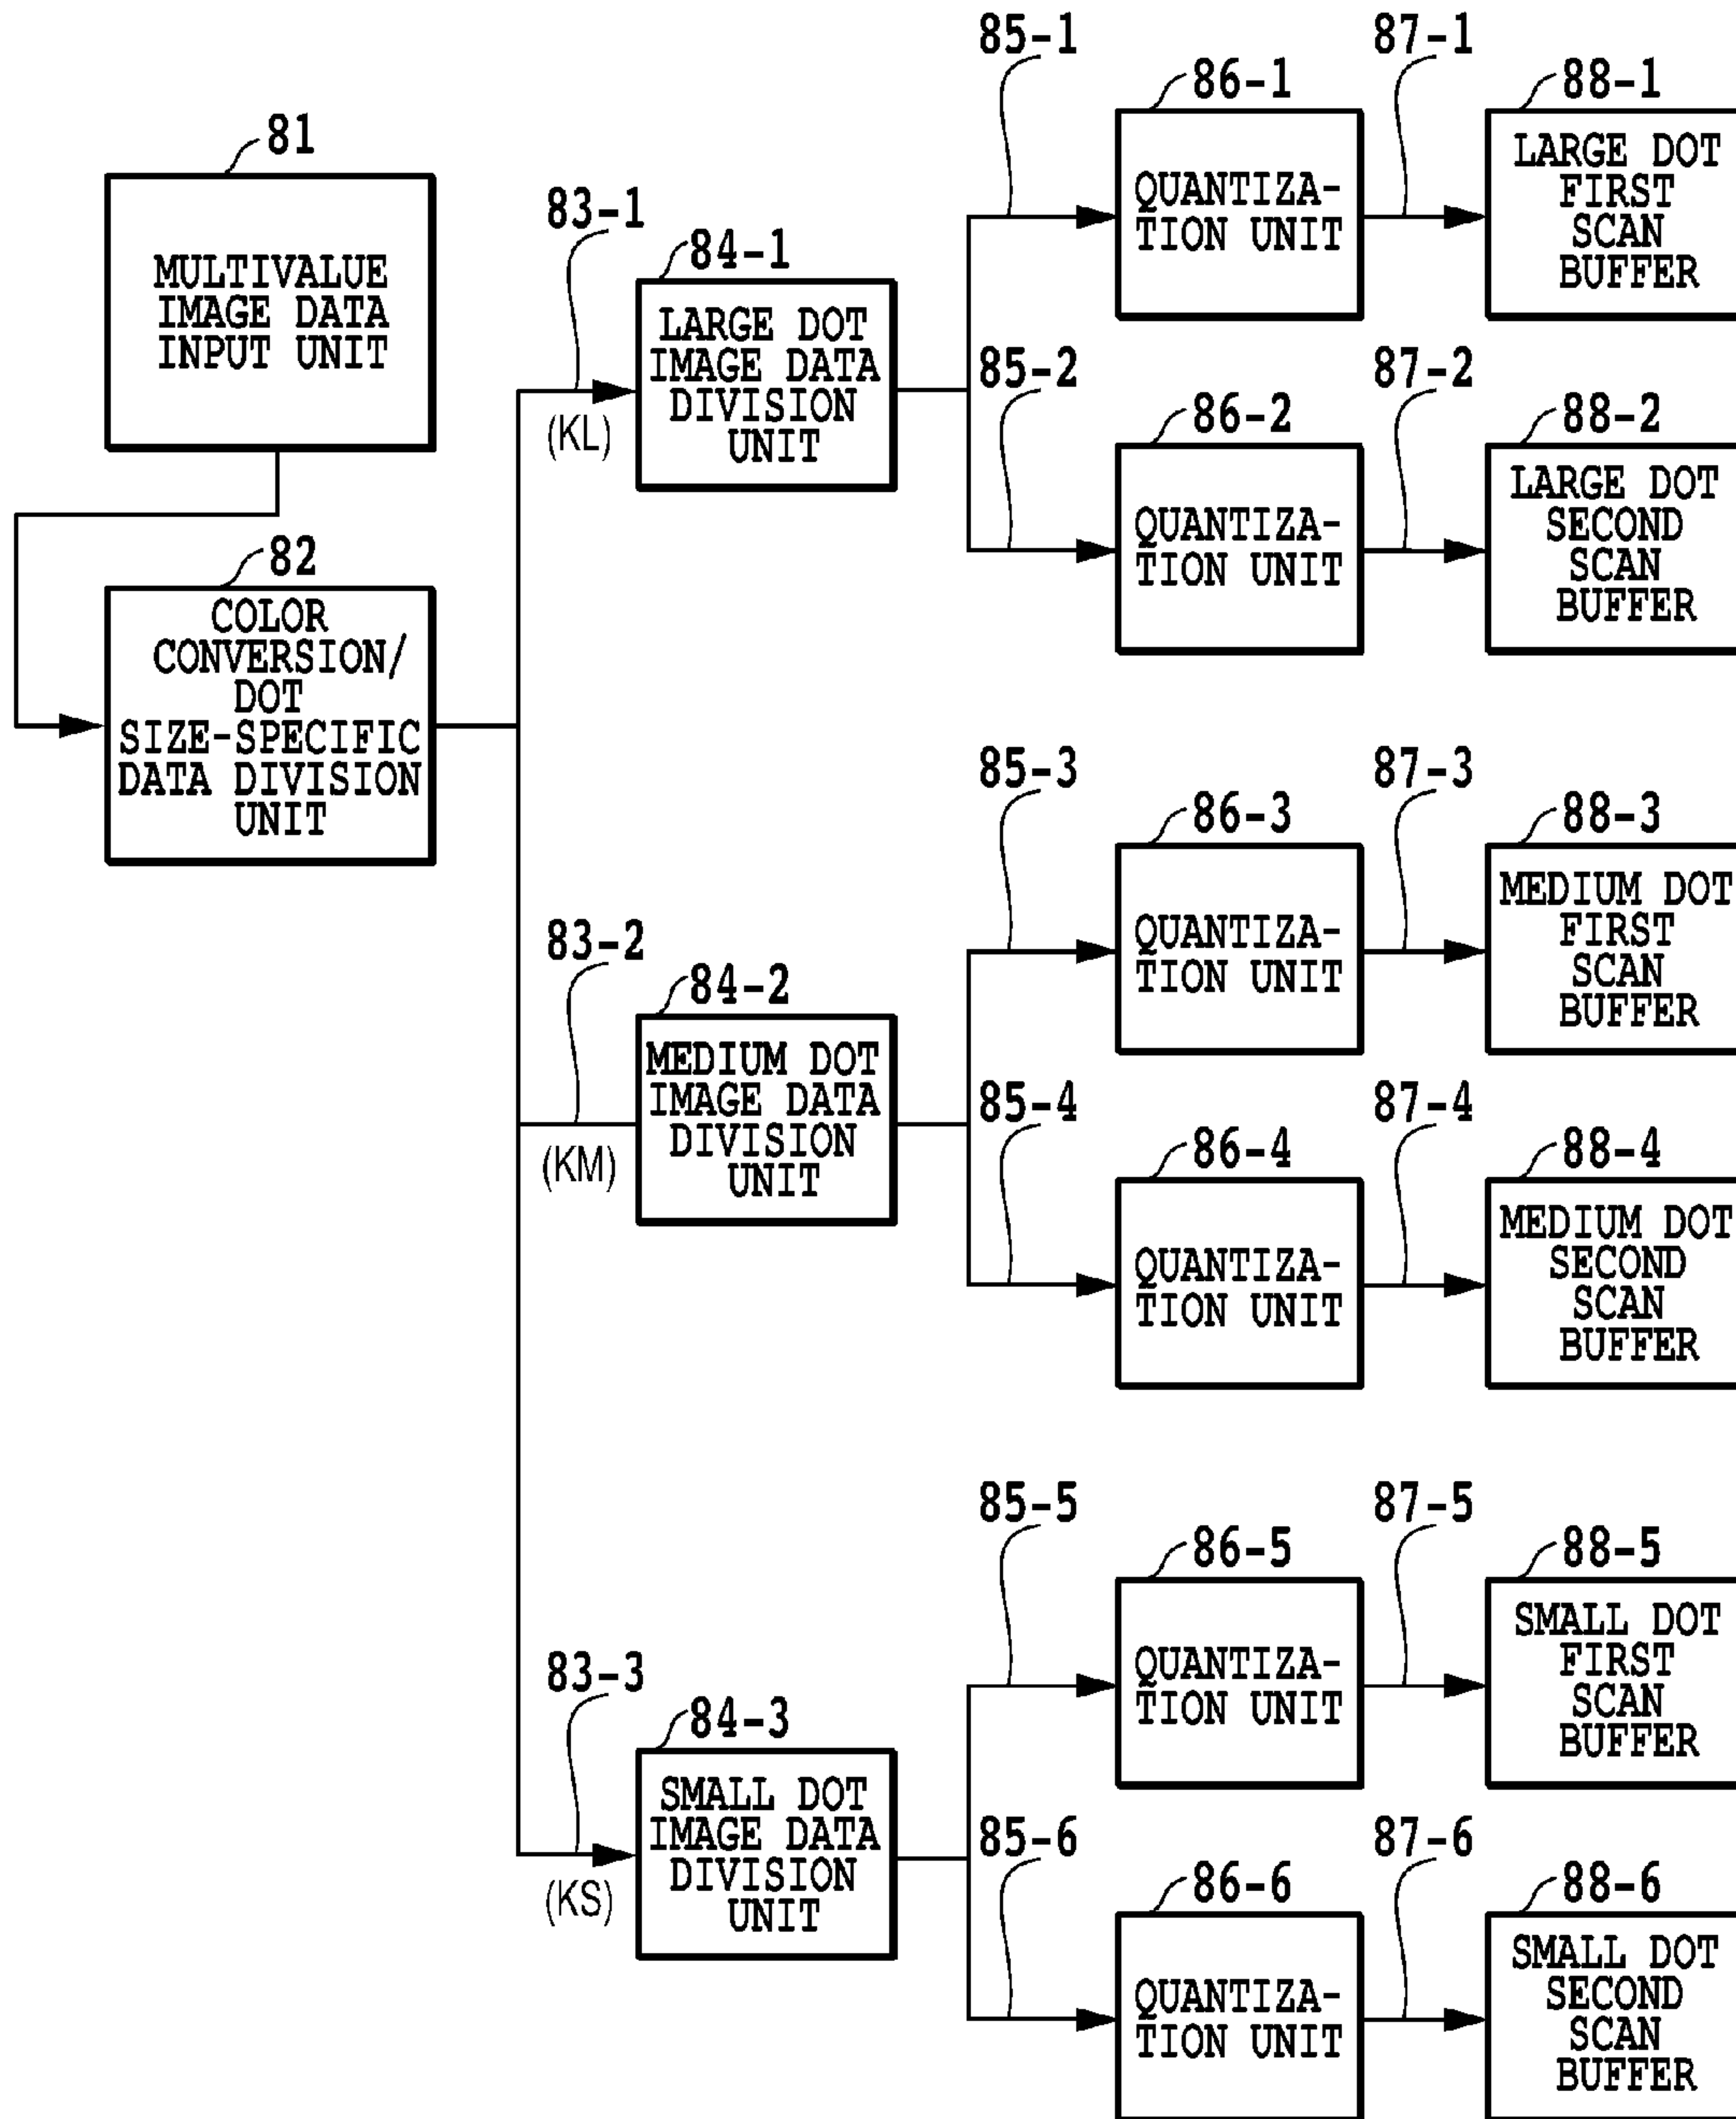 81
MULTIVALUE
IMAGE DATA
INPUT UNIT
82
COLOR
CONVERSION/
DOT
SIZE-SPECIFIC
DATA DIVISION
UNIT
83-1
(KL)
84-1
LARGE DOT
IMAGE DATA
DIVISION
UNIT
85-1
86-1
QUANTIZA-
TION UNIT
87-1
88-1
LARGE DOT
FIRST
SCAN
BUFFER
85-2
86-2
QUANTIZA-
TION UNIT
87-2
88-2
LARGE DOT
SECOND
SCAN
BUFFER
83-2
(KM)
84-2
MEDIUM DOT
IMAGE DATA
DIVISION
UNIT
85-3
86-3
QUANTIZA-
TION UNIT
87-3
88-3
MEDIUM DOT
FIRST
SCAN
BUFFER
85-4
86-4
QUANTIZA-
TION UNIT
87-4
88-4
MEDIUM DOT
SECOND
SCAN
BUFFER
83-3
(KS)
84-3
SMALL DOT
IMAGE DATA
DIVISION
UNIT
85-5
86-5
QUANTIZA-
TION UNIT
87-5
88-5
SMALL DOT
FIRST
SCAN
BUFFER
85-6
86-6
QUANTIZA-
TION UNIT
87-6
88-6
SMALL DOT
SECOND
SCAN
BUFFER